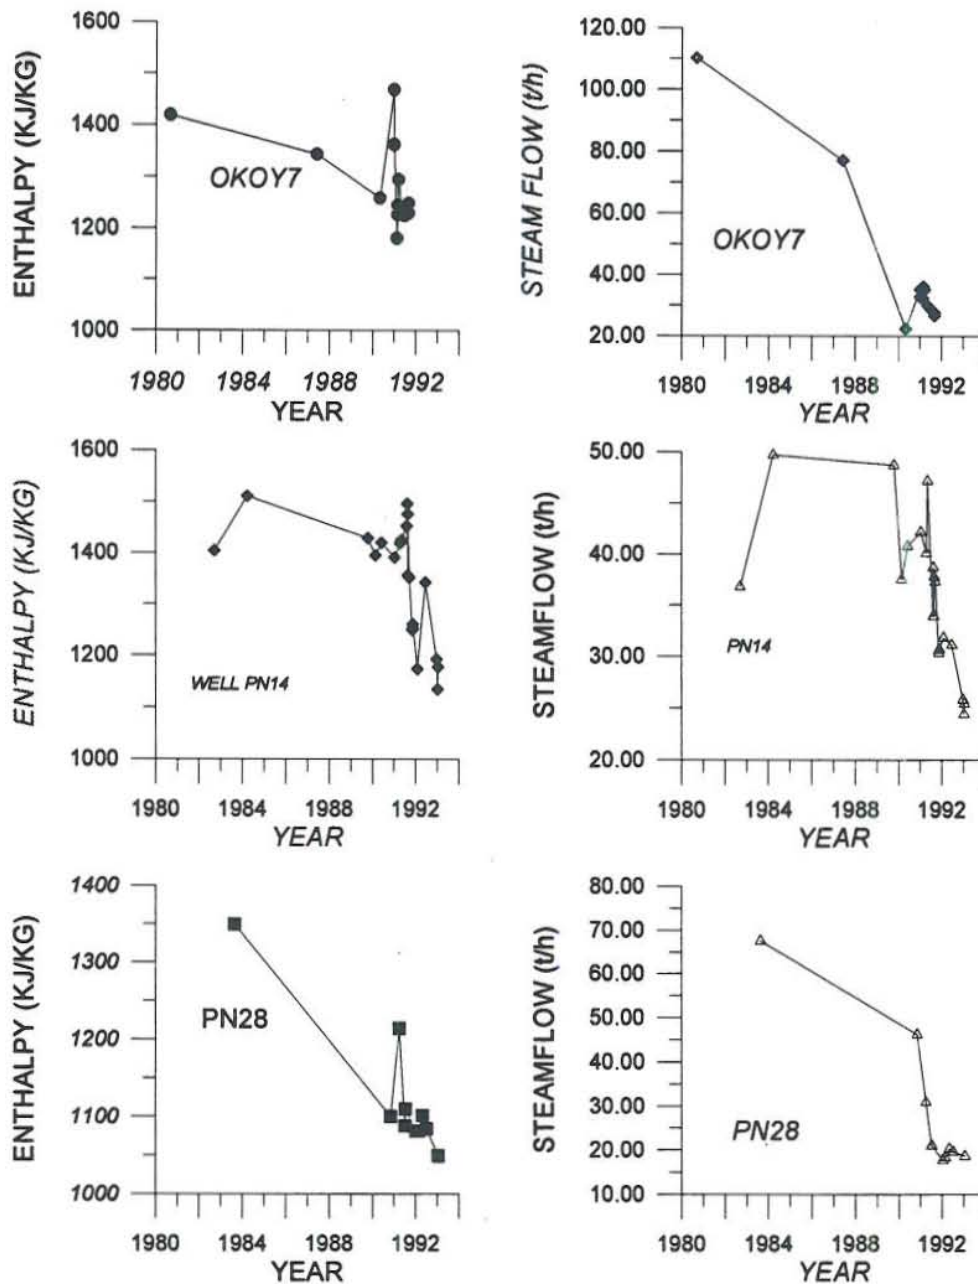 1600
1400
1200
1000
ENTHALPY (KJ/KG)
OKOY7
1980 1984 1988 1992
YEAR
120.00
100.00
80.00
60.00
40.00
20.00
STEAM FLOW (t/h)
OKOY7
1980 1984 1988 1992
YEAR
1600
1400
1200
1000
ENTHALPY (KJ/KG)
WELL PN14
1980 1984 1988 1992
YEAR
50.00
40.00
30.00
20.00
STEAMFLOW (t/h)
PN14
1980 1984 1988 1992
YEAR
1400
1300
1200
1100
1000
ENTHALPY (KJ/KG)
PN28
1980 1984 1988 1992
YEAR
80.00
70.00
60.00
50.00
40.00
30.00
20.00
10.00
STEAMFLOW (t/h)
PN28
1980 1984 1988 1992
YEAR